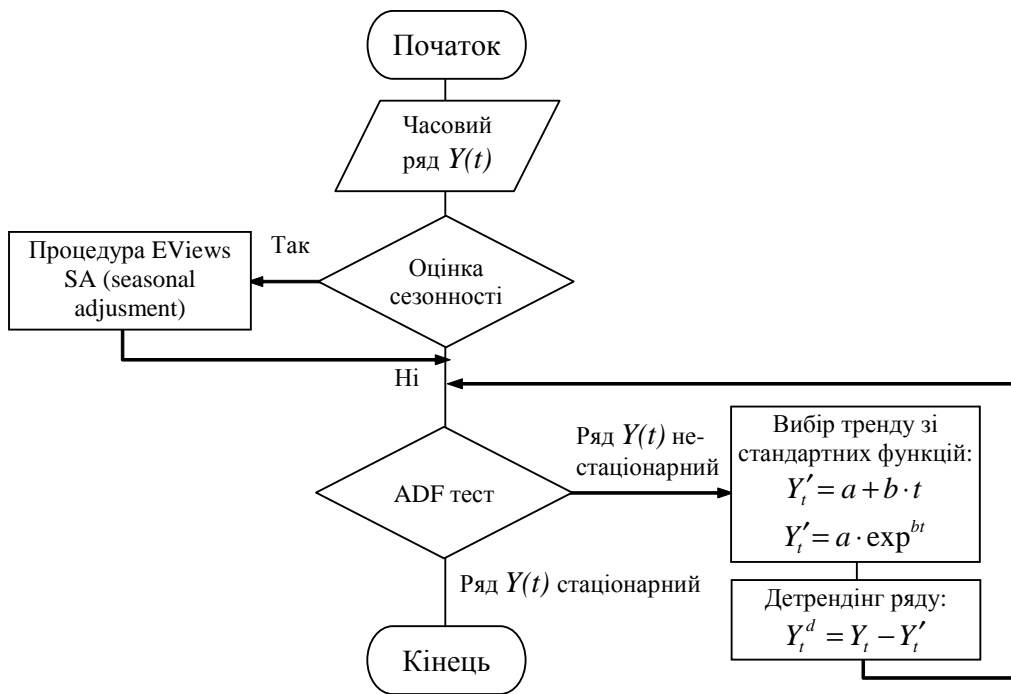 Початок
Часовий
ряд Y(t)
Процедура EViews
SA (seasonal
adjusment)
Так
Оцінка
сезонності
Ні
Ряд Y(t) не-
стаціонарний
Вибір тренду зі
стандартних функцій:
Y′ₜ = a + b · t
Y′ₜ = a · exp^{bt}
ADF тест
Ряд Y(t) стаціонарний
Детрендінг ряду:
Yₜᵈ = Yₜ − Y′ₜ
Кінець